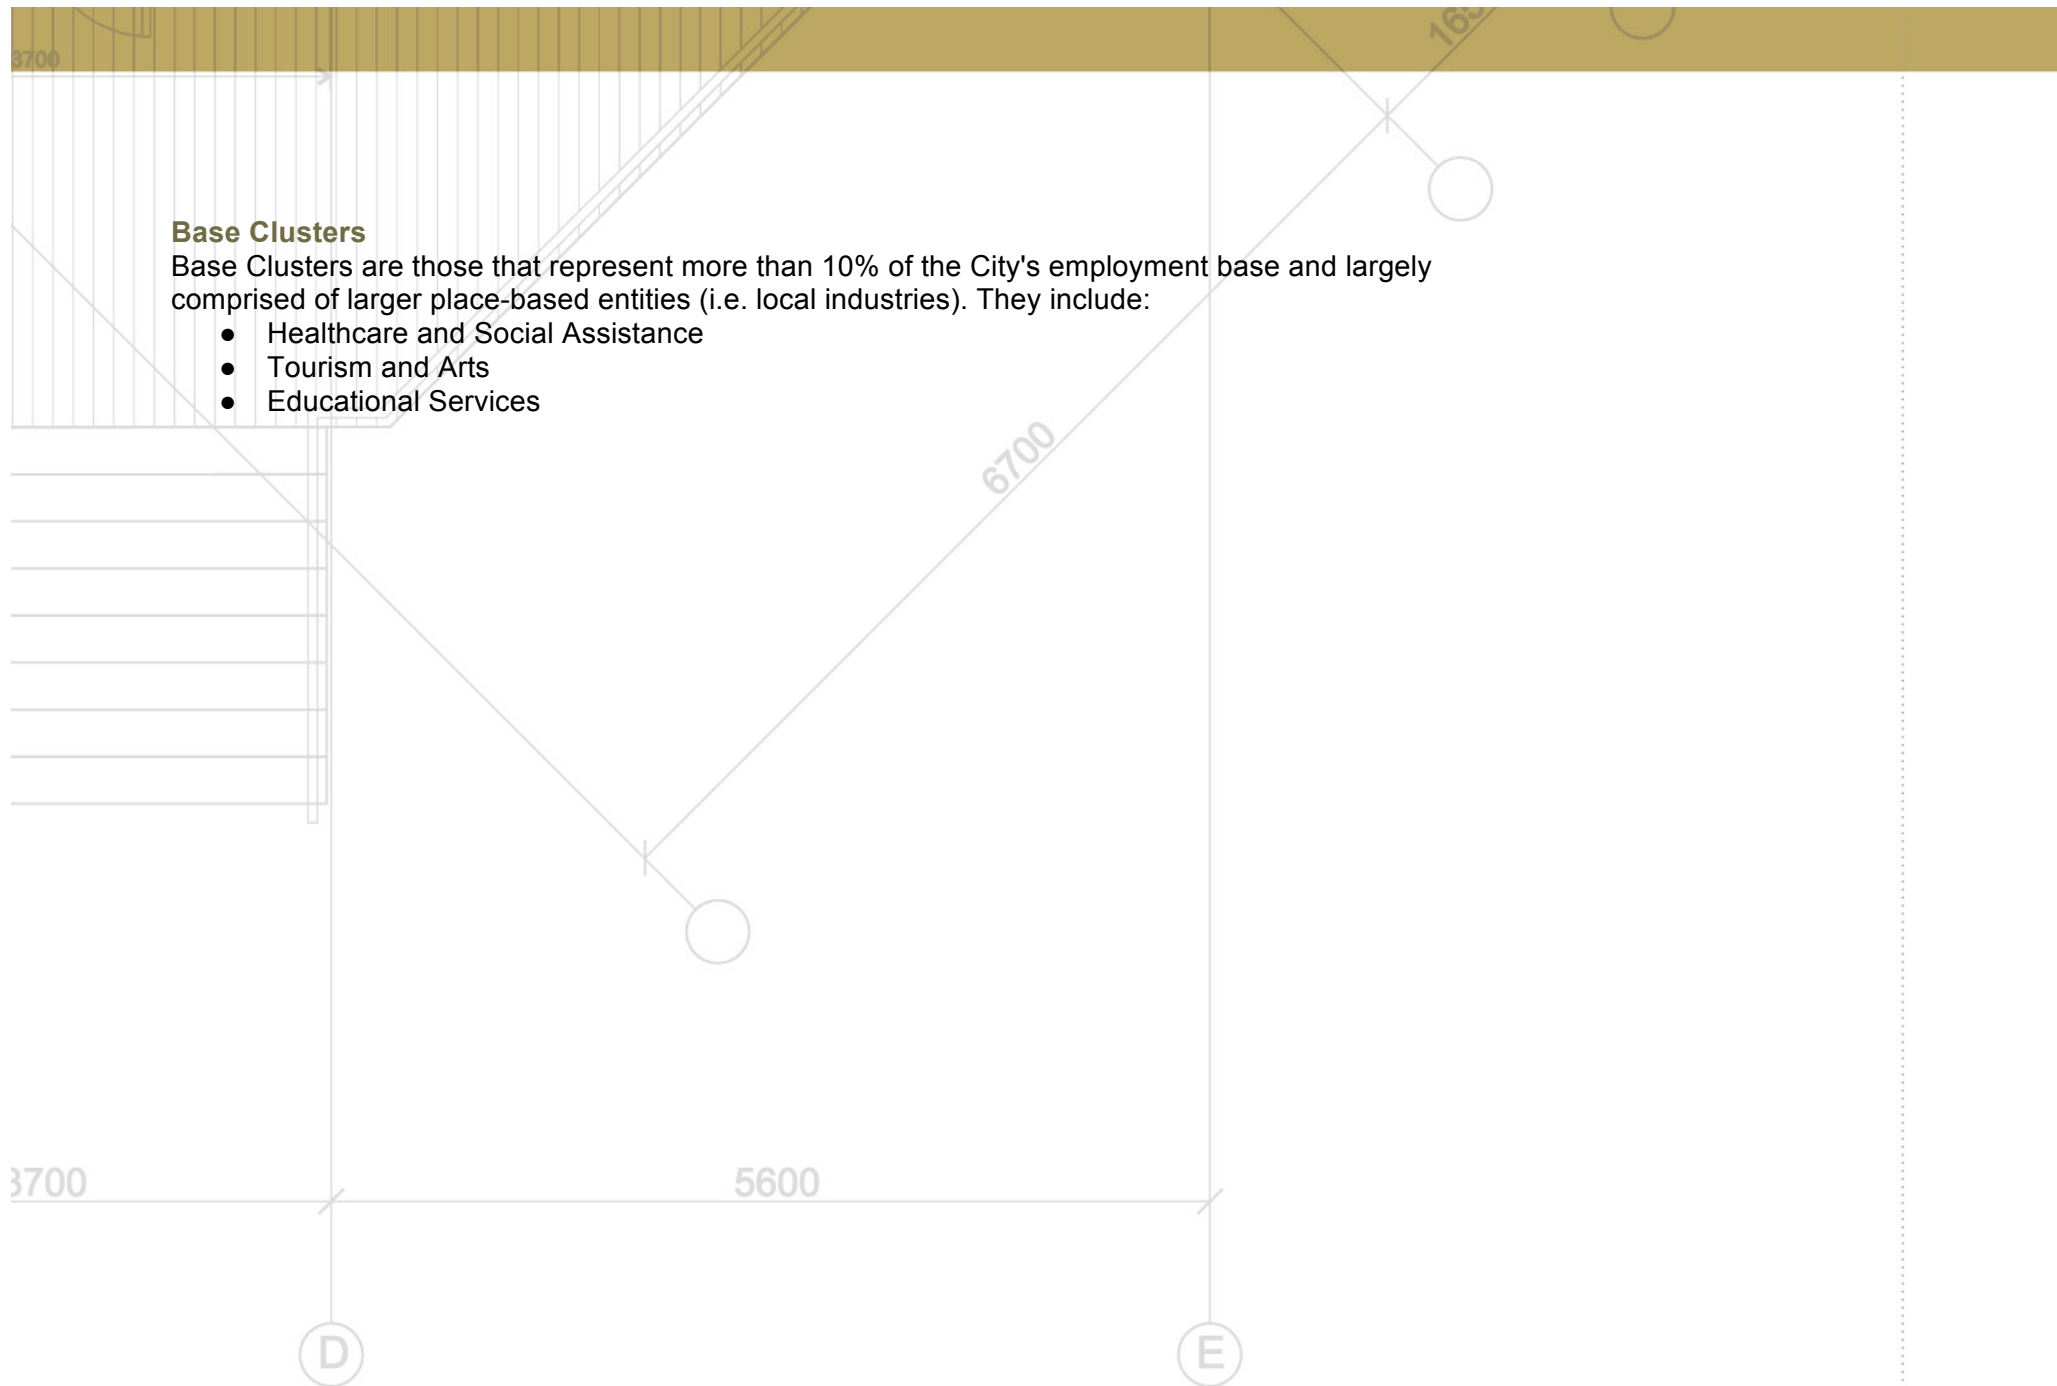 3700
Base Clusters
Base Clusters are those that represent more than 10% of the City's employment base and largely
comprised of larger place-based entities (i.e. local industries). They include:
● Healthcare and Social Assistance
● Tourism and Arts
● Educational Services
6700
3700
5600
D
E